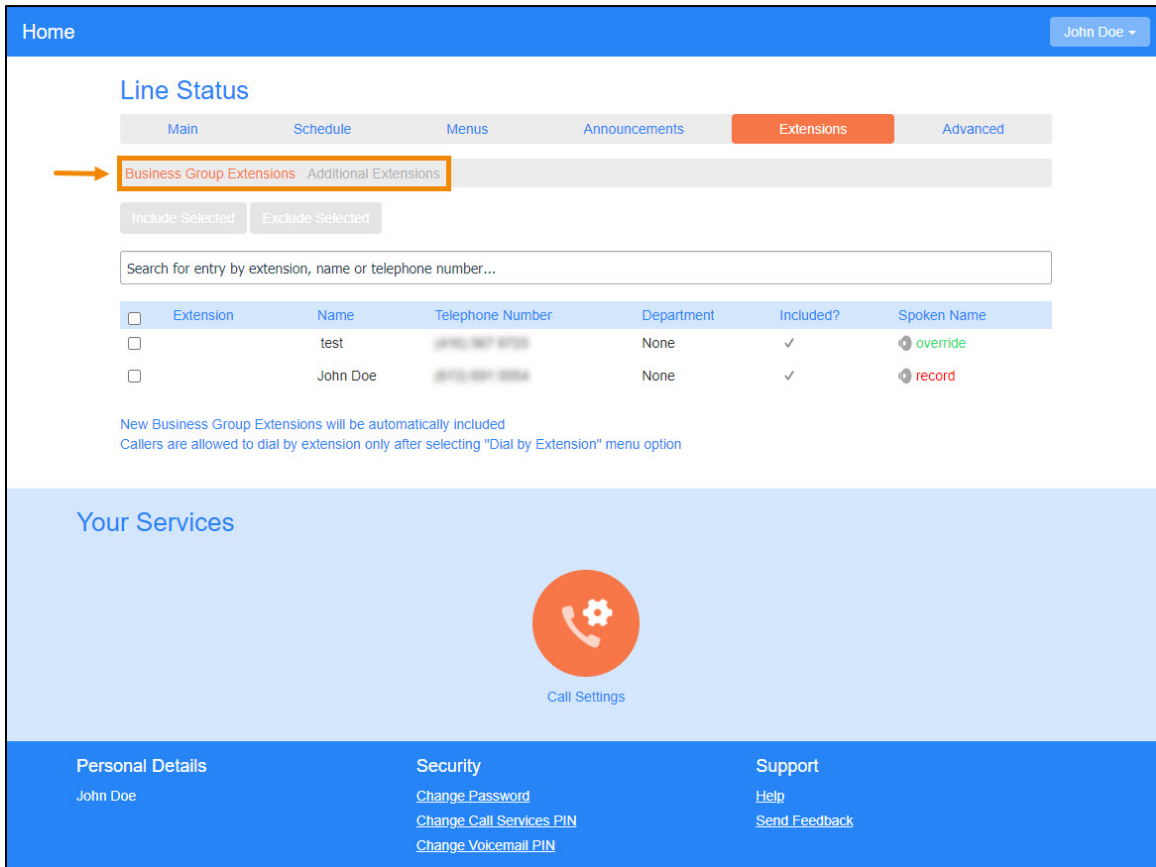 Home John Doe
Line Status
Main Schedule Menus Announcements Extensions Advanced
Business Group Extensions Additional Extensions
Include Selected Exclude Selected
Search for entry by extension, name or telephone number...
Extension Name Telephone Number Department Included? Spoken Name
test None override
John Doe None record
New Business Group Extensions will be automatically included
Callers are allowed to dial by extension only after selecting "Dial by Extension" menu option
Your Services
Call Settings
Personal Details Security Support
John Doe Change Password Help
Change Call Services PIN Send Feedback
Change Voicemail PIN